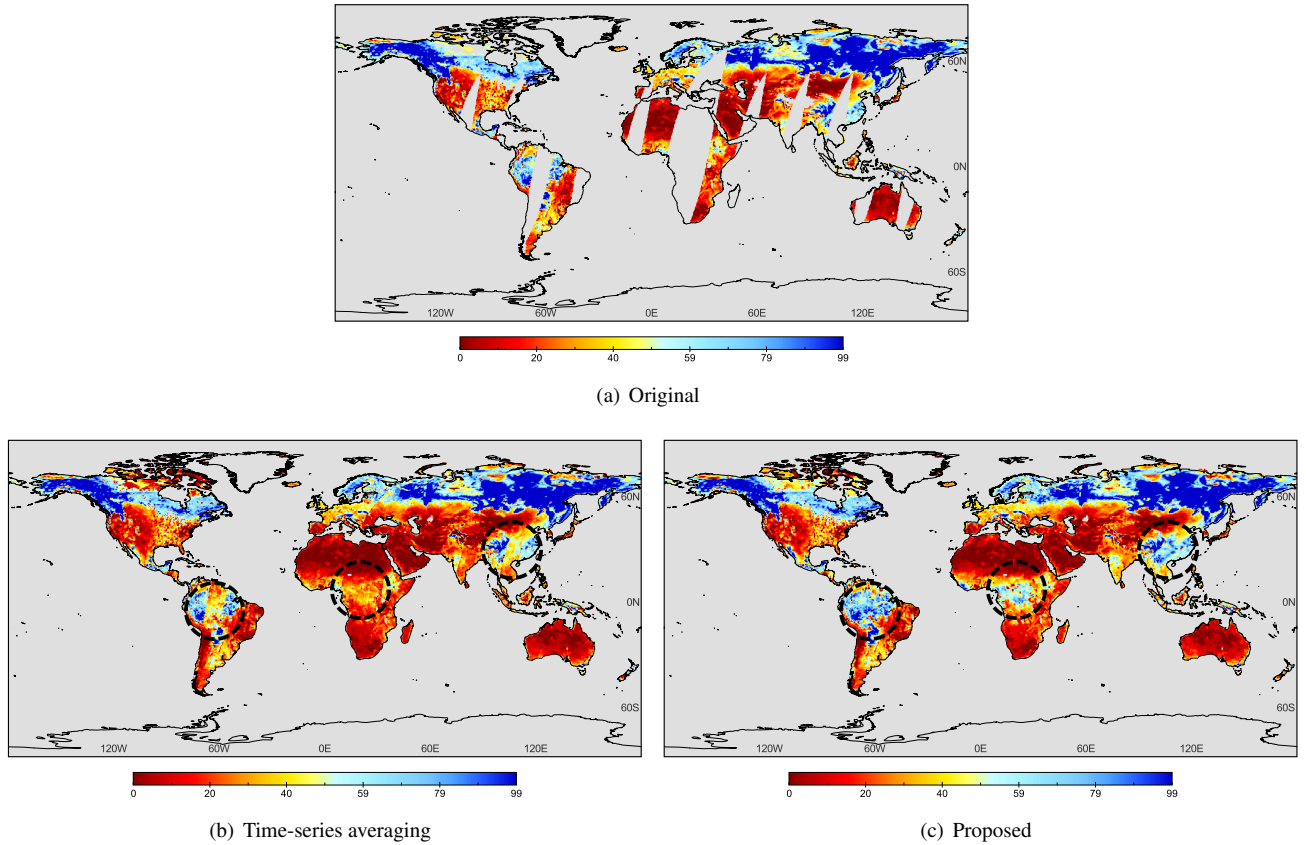 60N
0N
60S
120W 60W 0E 60E 120E
0 20 40 59 79 99
(a) Original
60N
0N
60S
120W 60W 0E 60E 120E
0 20 40 59 79 99
(b) Time-series averaging
60N
0N
60S
120W 60W 0E 60E 120E
0 20 40 59 79 99
(c) Proposed